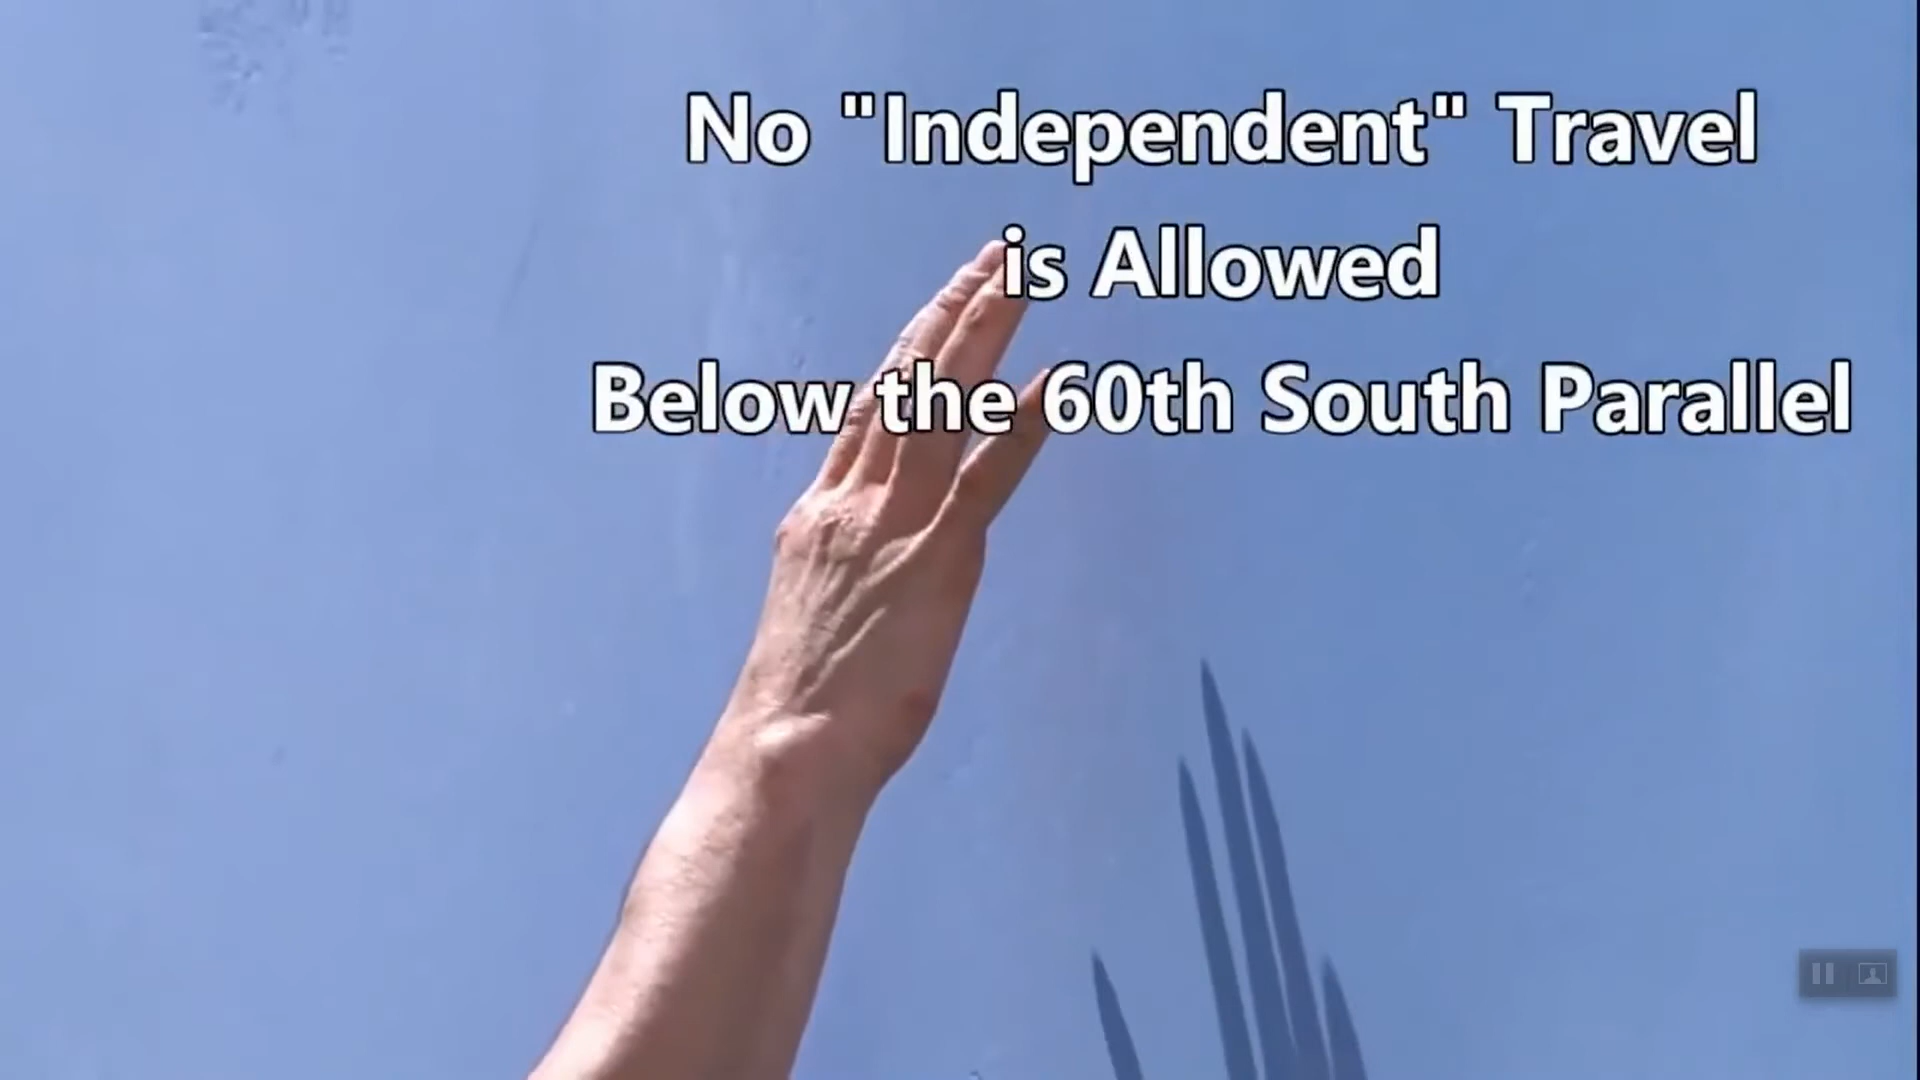 No "Independent" Travel
is Allowed
Below the 60th South Parallel